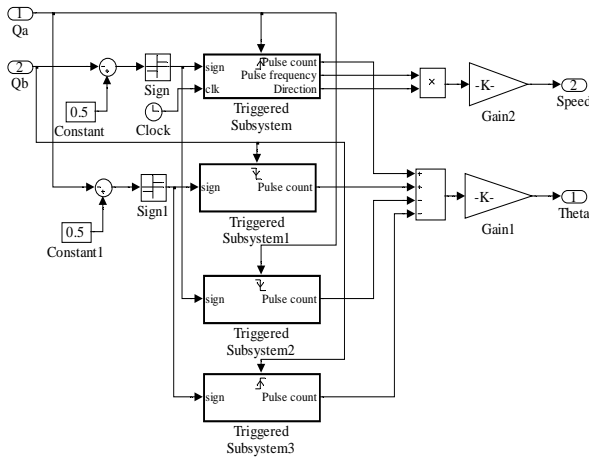 1
Qa
2
Qb
- +
Sign
0.5
Constant
Clock
sign
clk
Pulse count
Pulse frequency
Direction
Triggered
Subsystem
×
-K-
Gain2
2
Speed
- +
Sign1
0.5
Constant1
sign
Pulse count
Triggered
Subsystem1
+
+
-
-
-K-
Gain1
1
Theta
sign
Pulse count
Triggered
Subsystem2
sign
Pulse count
Triggered
Subsystem3